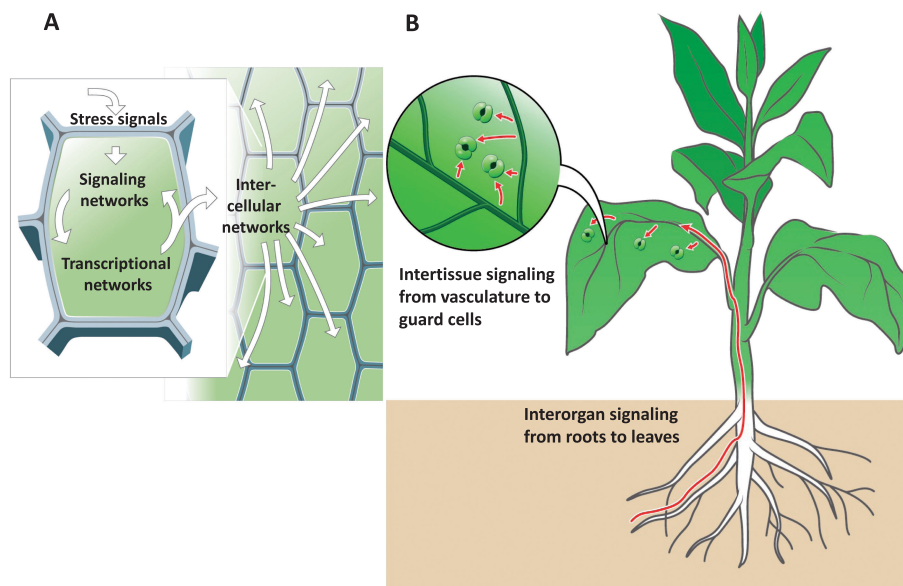 A
Stress signals
Signaling
networks
Transcriptional
networks
Inter-
cellular
networks
B
Intertissue signaling
from vasculature to
guard cells
Interorgan signaling
from roots to leaves